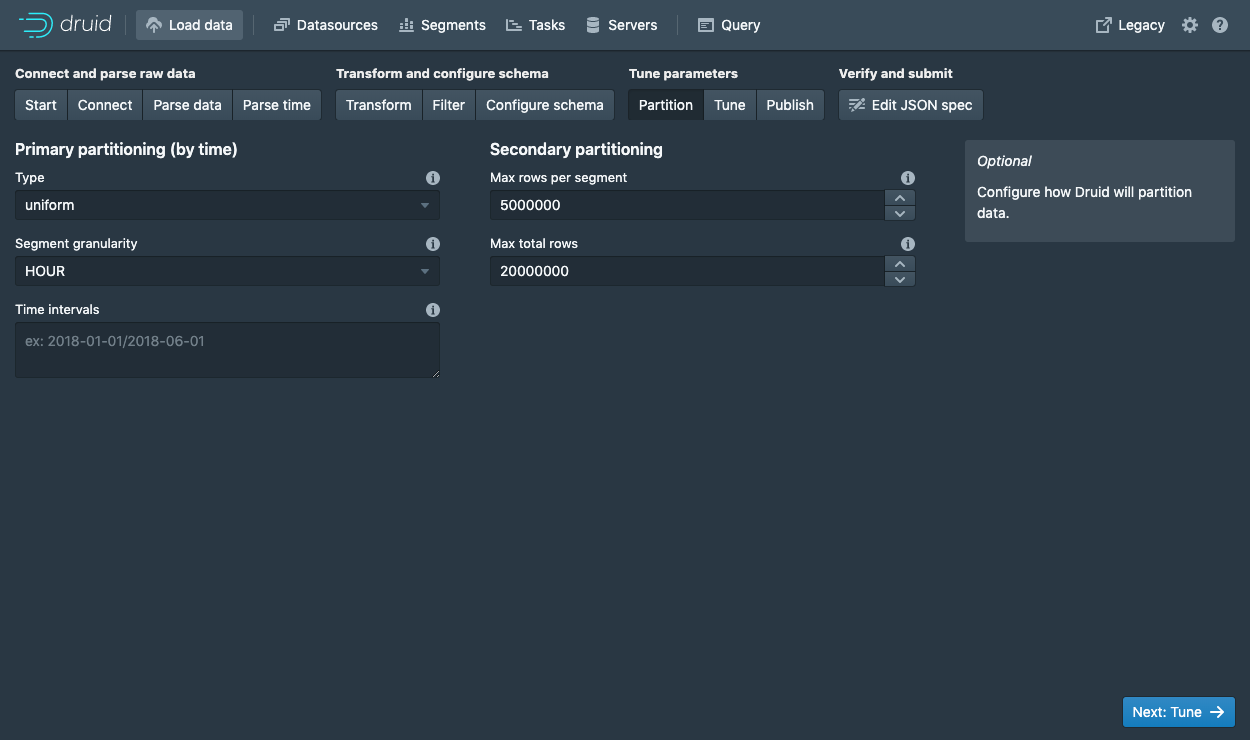 druid Load data Datasources Segments Tasks Servers Query Legacy
Connect and parse raw data Transform and configure schema Tune parameters Verify and submit
Start Connect Parse data Parse time Transform Filter Configure schema Partition Tune Publish Edit JSON spec
Primary partitioning (by time)
Type
uniform
Segment granularity
HOUR
Time intervals
ex: 2018-01-01/2018-06-01
Secondary partitioning
Max rows per segment
5000000
Max total rows
20000000
Optional
Configure how Druid will partition
data.
Next: Tune